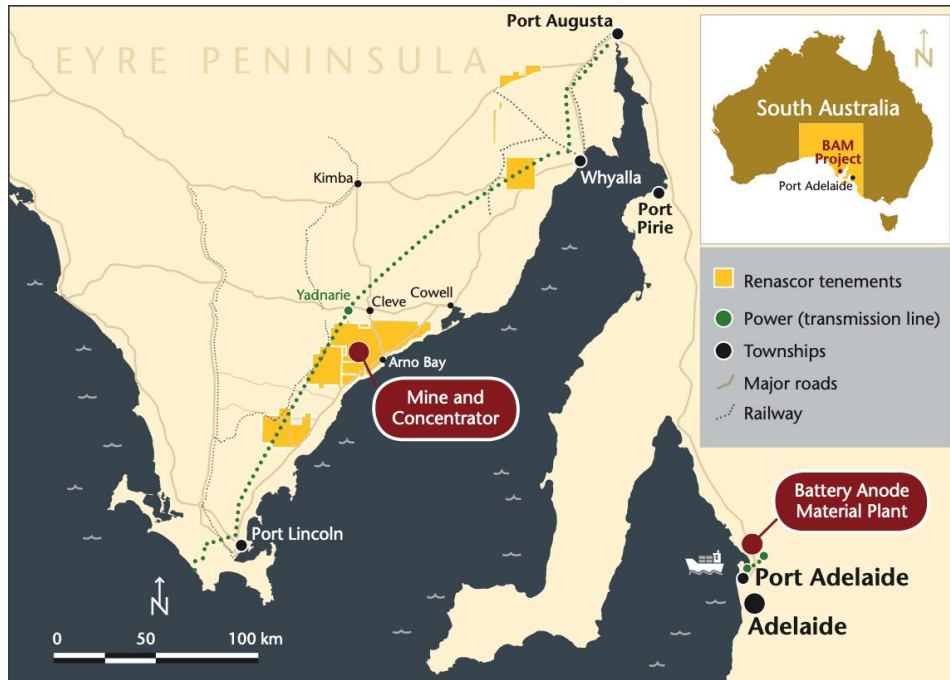 Port Augusta
EYRE PENINSULA
N
South Australia
BAM
Project
Port Adelaide
Kimba
Whyalla
Port
Pirie
Yadnarie
Cleve
Cowell
Arno Bay
Mine and
Concentrator
Renascor tenements
Power (transmission line)
Townships
Major roads
Railway
Battery Anode
Material Plant
Port Lincoln
Port Adelaide
Adelaide
N
0 50 100 km